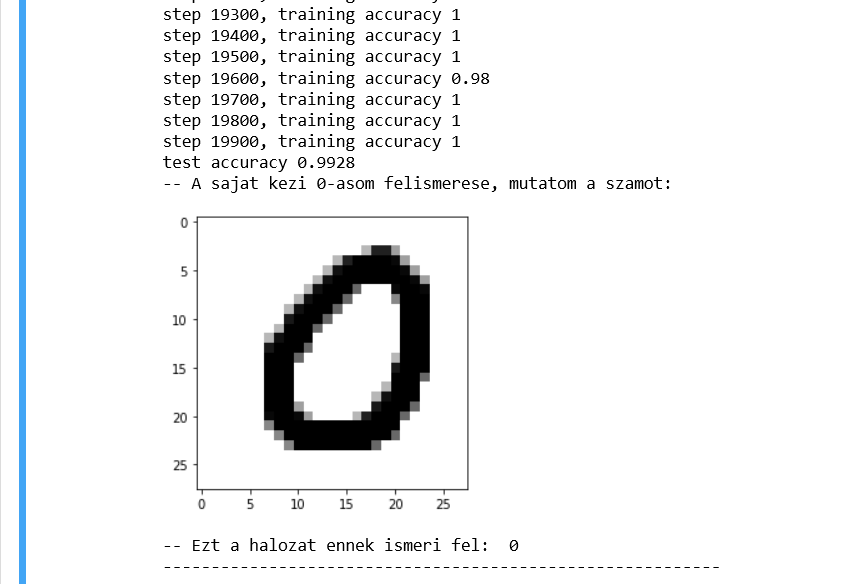 step 19300, training accuracy 1
step 19400, training accuracy 1
step 19500, training accuracy 1
step 19600, training accuracy 0.98
step 19700, training accuracy 1
step 19800, training accuracy 1
step 19900, training accuracy 1
test accuracy 0.9928
-- A sajat kezi 0-asom felismerese, mutatom a szamot:
0
5
10
15
20
25
0 5 10 15 20 25
-- Ezt a halozat ennek ismeri fel:  0
----------------------------------------------------------